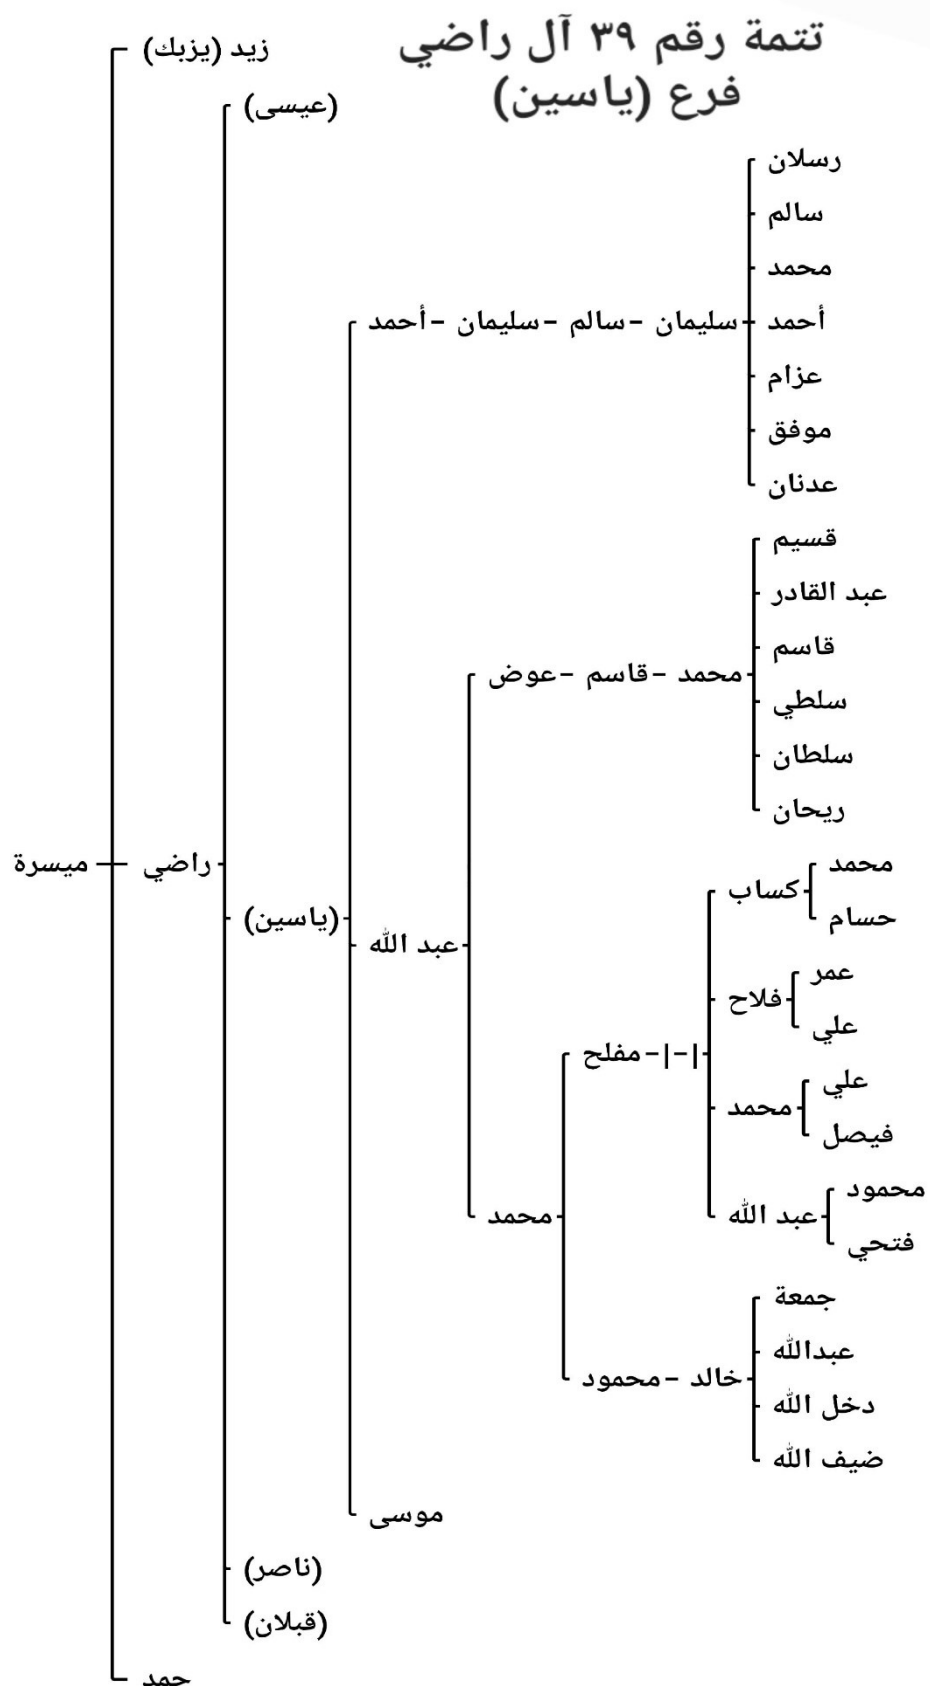 تتمة رقم ٣٩ آل راضي
فرع (ياسين)
زيد (يزبك)
(عيسى)
رسلان
سالم
محمد
أحمد - سليمان - سالم - سليمان
أحمد
عزام
موفق
عدنان
قسيم
عبد القادر
قاسم
عوض - قاسم - محمد
سلطي
سلطان
ريحان
ميسرة
راضي
محمد
كساب
حسام
(ياسين)
عبد الله
عمر
فلاح
علي
مفلح
علي
محمد
فيصل
محمود
محمد
عبد الله
فتحي
جمعة
عبدالله
محمود - خالد
دخل الله
ضيف الله
موسى
(ناصر)
(قبلان)
حمد